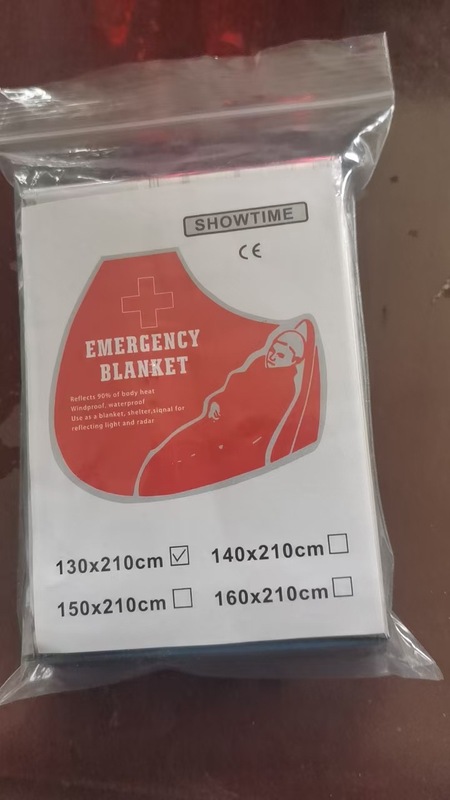 SHOWTIME
CE
EMERGENCY
BLANKET
Reflects 90% of body heat
Windproof, waterproof
Use as a blanket, shelter,siqnal for
reflecting light and radar
130x210cm ☑ 140x210cm ☐
150x210cm ☐ 160x210cm ☐